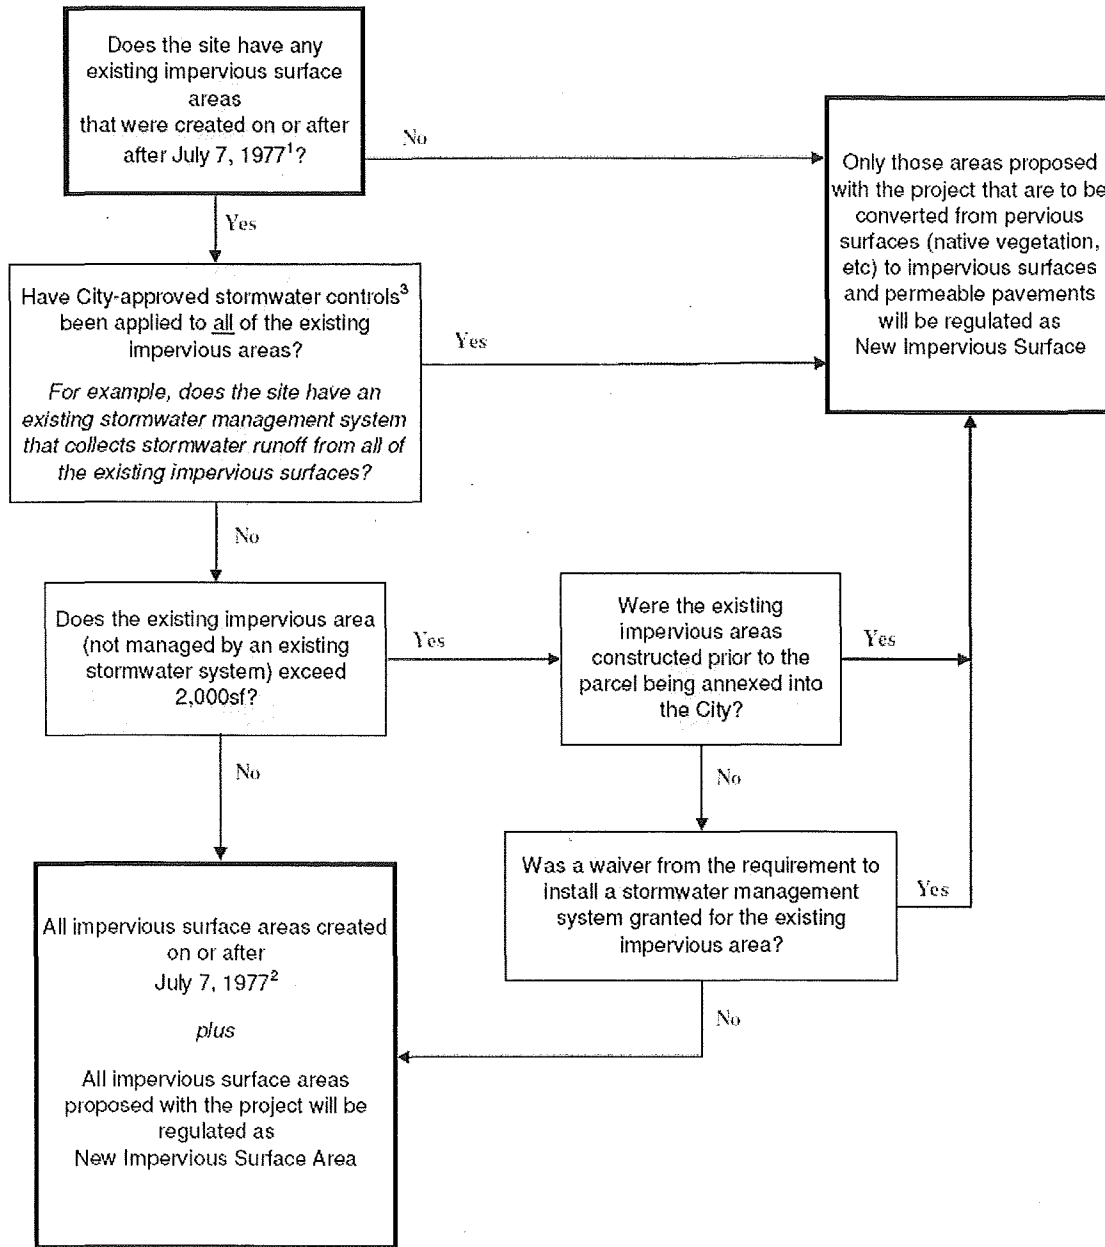 Does the site have any
existing impervious surface
areas
that were created on or after
after July 7, 1977¹?
No
Only those areas proposed
with the project that are to be
converted from pervious
surfaces (native vegetation,
etc) to impervious surfaces
and permeable pavements
will be regulated as
New Impervious Surface
Yes
Have City-approved stormwater controls³
been applied to all of the existing
impervious areas?
For example, does the site have an
existing stormwater management system
that collects stormwater runoff from all of
the existing impervious surfaces?
Yes
No
Does the existing impervious area
(not managed by an existing
stormwater system) exceed
2,000sf?
Yes
Were the existing
impervious areas
constructed prior to the
parcel being annexed into
the City?
Yes
No
No
Was a waiver from the requirement to
install a stormwater management
system granted for the existing
impervious area?
Yes
No
All impervious surface areas created
on or after
July 7, 1977²
plus
All impervious surface areas
proposed with the project will be
regulated as
New Impervious Surface Area